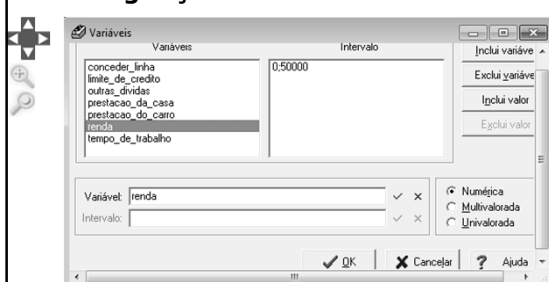 Variáveis
Variáveis
Intervalo
Inclui variáve
conceder_linha
limite_de_credito
outras_dividas
prestacao_da_casa
prestacao_do_carro
renda
tempo_de_trabalho
0;50000
Exclui variáve
Inclui valor
Exclui valor
Variável:
renda
Intervalo:
Numérica
Multivalorada
Univalorada
OK
Cancelar
? Ajuda